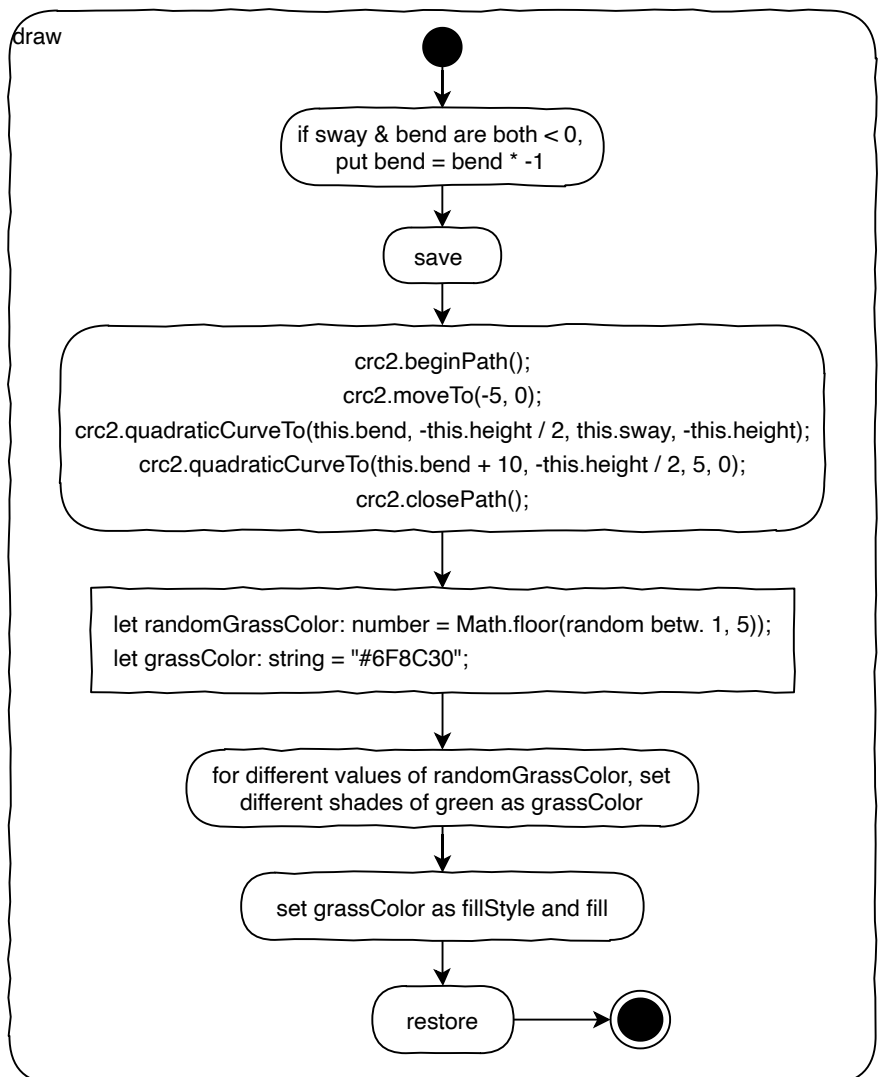 draw
if sway & bend are both < 0,
put bend = bend * -1
save
crc2.beginPath();
crc2.moveTo(-5, 0);
crc2.quadraticCurveTo(this.bend, -this.height / 2, this.sway, -this.height);
crc2.quadraticCurveTo(this.bend + 10, -this.height / 2, 5, 0);
crc2.closePath();
let randomGrassColor: number = Math.floor(random betw. 1, 5));
let grassColor: string = "#6F8C30";
for different values of randomGrassColor, set
different shades of green as grassColor
set grassColor as fillStyle and fill
restore